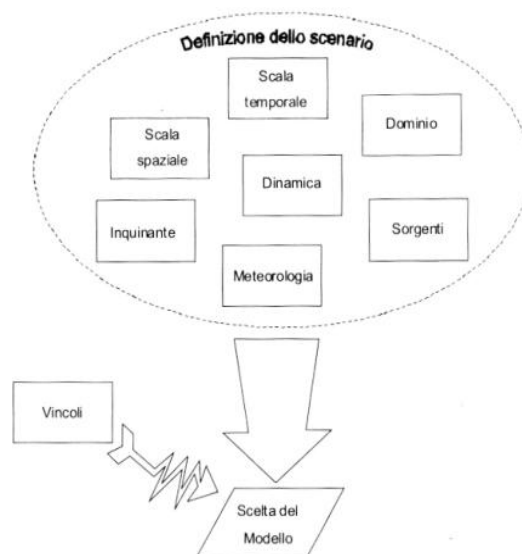 Definizione dello scenario
Scala
temporale
Dominio
Scala
spaziale
Dinamica
Inquinante
Sorgenti
Meteorologia
Vincoli
Scelta del
Modello